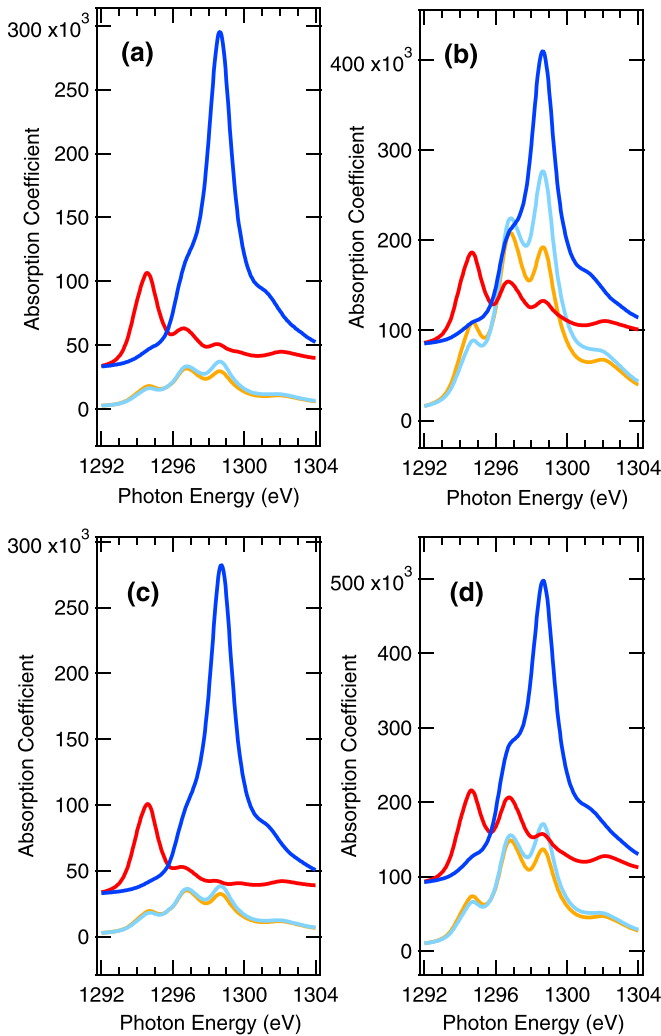 300 x10³
(a)
250
200
150
100
50
0
Absorption Coefficient
1292 1296 1300 1304
Photon Energy (eV)
400 x10³
(b)
300
200
100
0
Absorption Coefficient
1292 1296 1300 1304
Photon Energy (eV)
300 x10³
(c)
250
200
150
100
50
0
Absorption Coefficient
1292 1296 1300 1304
Photon Energy (eV)
500 x10³
(d)
400
300
200
100
0
Absorption Coefficient
1292 1296 1300 1304
Photon Energy (eV)